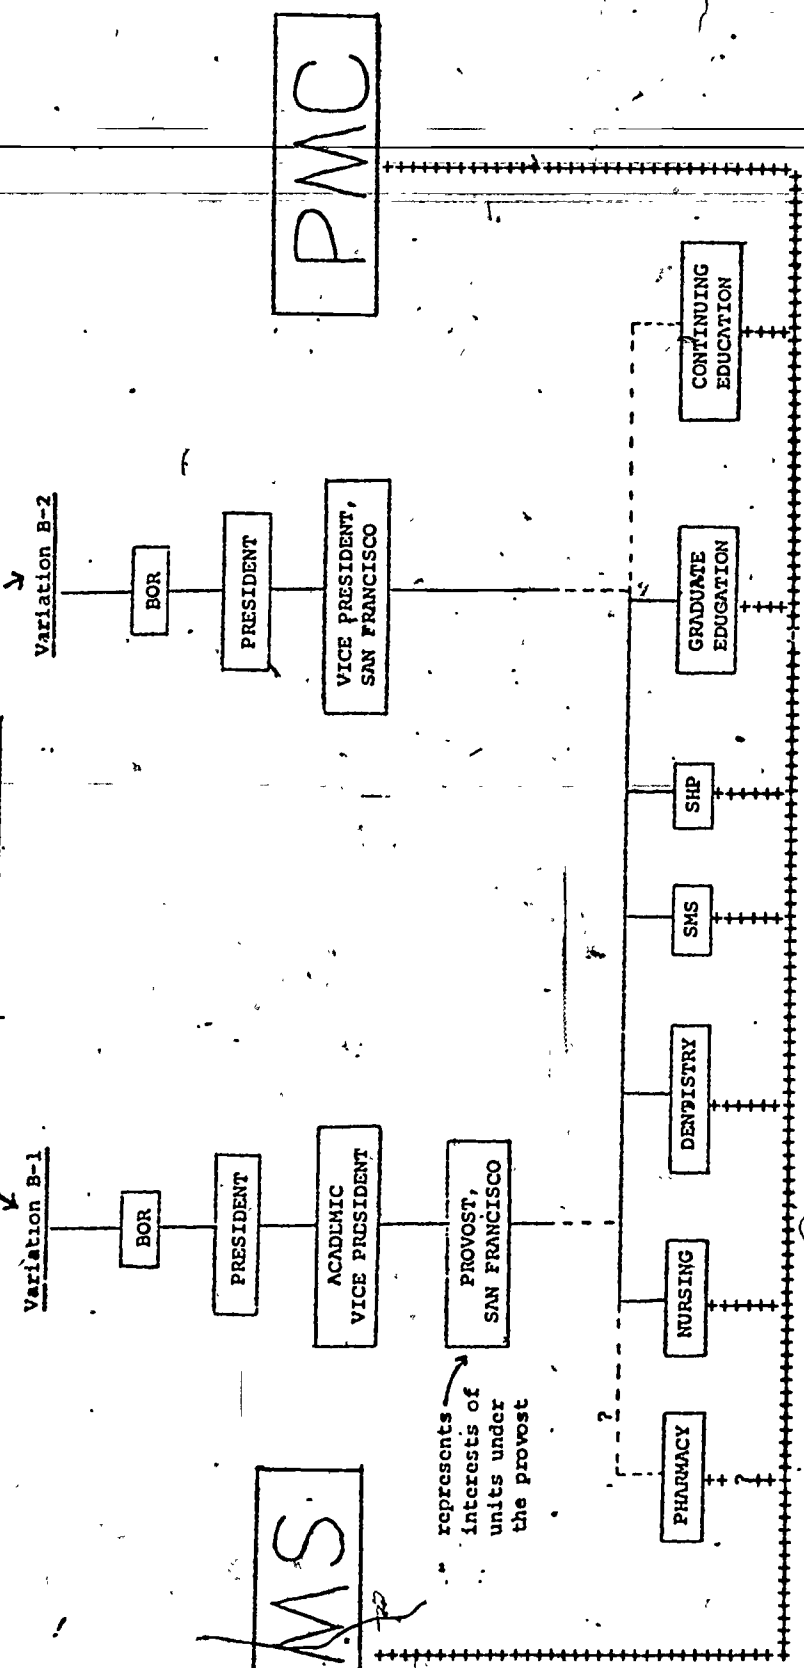 Variation B-1
Variation B-2
BOR
BOR
PRESIDENT
PRESIDENT
ACADEMIC
VICE PRESIDENT
VICE PRESIDENT,
SAN FRANCISCO
PROVOST,
SAN FRANCISCO
represents
interests of
units under
the provost
MS
PMC
?
PHARMACY
NURSING
DENTISTRY
SMS
SHP
GRADUATE
EDUGATION
CONTINUING
EDUCATION
?